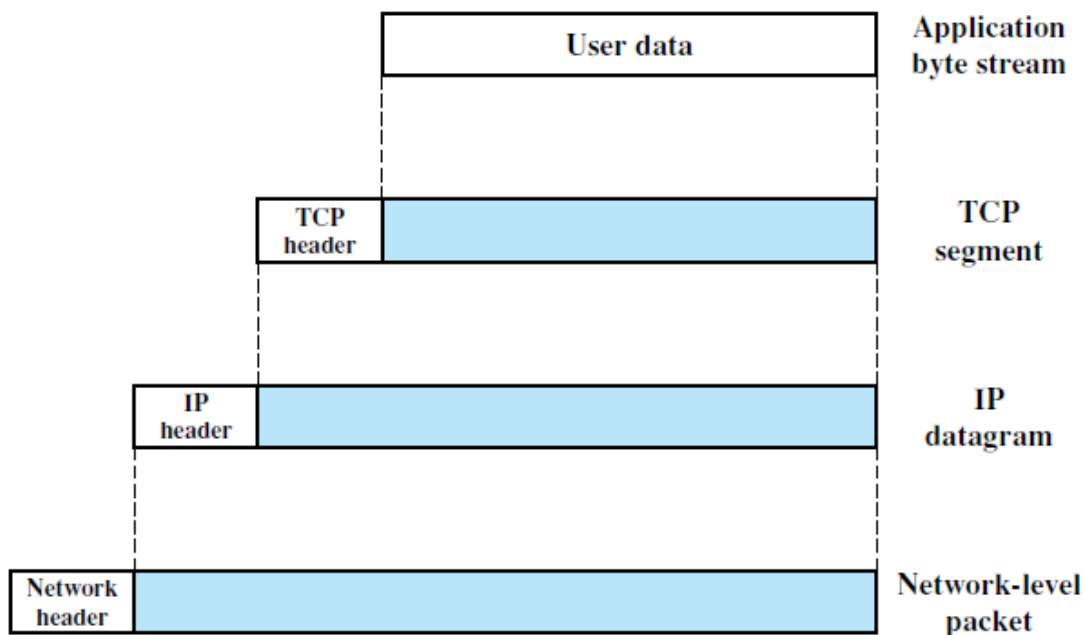 User data
Application
byte stream
TCP
header
TCP
segment
IP
header
IP
datagram
Network
header
Network-level
packet